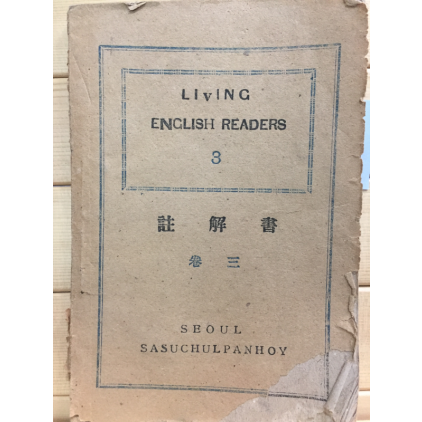 LIvING
ENGLISH READERS
3
註解書
卷三
SEOUL
SASUCHULPANHOY